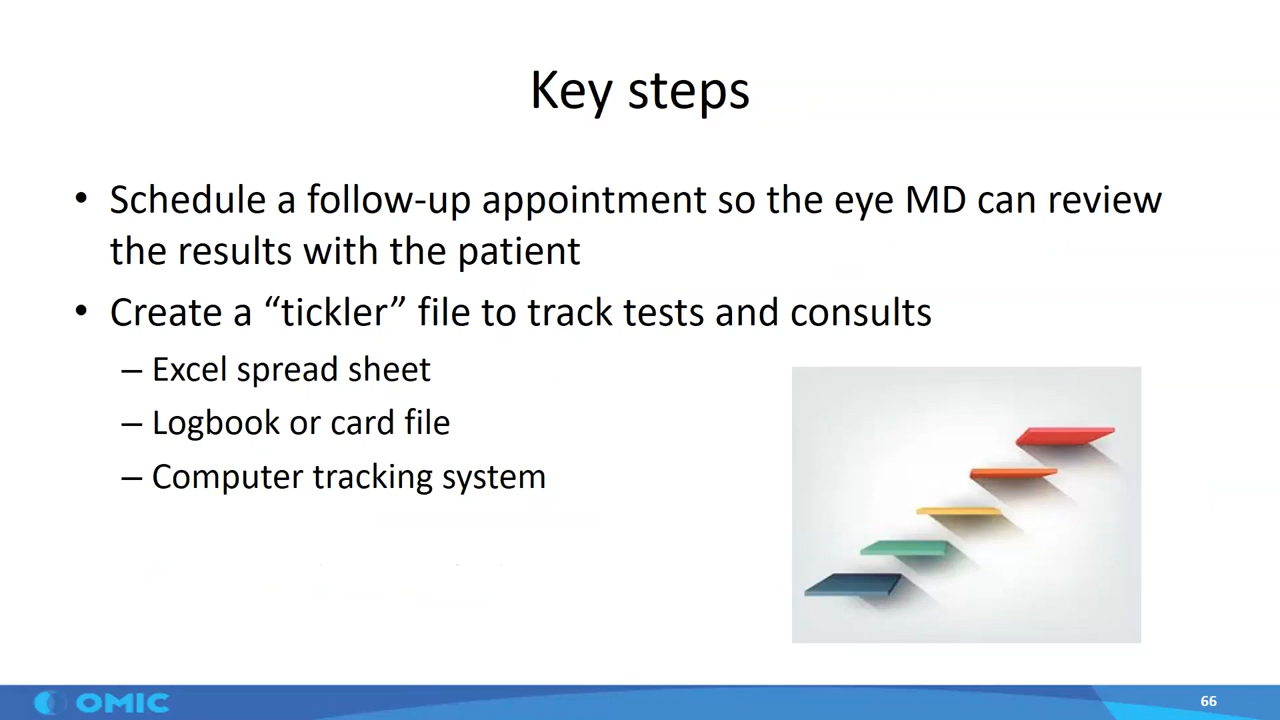 Key steps
• Schedule a follow-up appointment so the eye MD can review
the results with the patient
• Create a “tickler” file to track tests and consults
– Excel spread sheet
– Logbook or card file
– Computer tracking system
OMIC
66